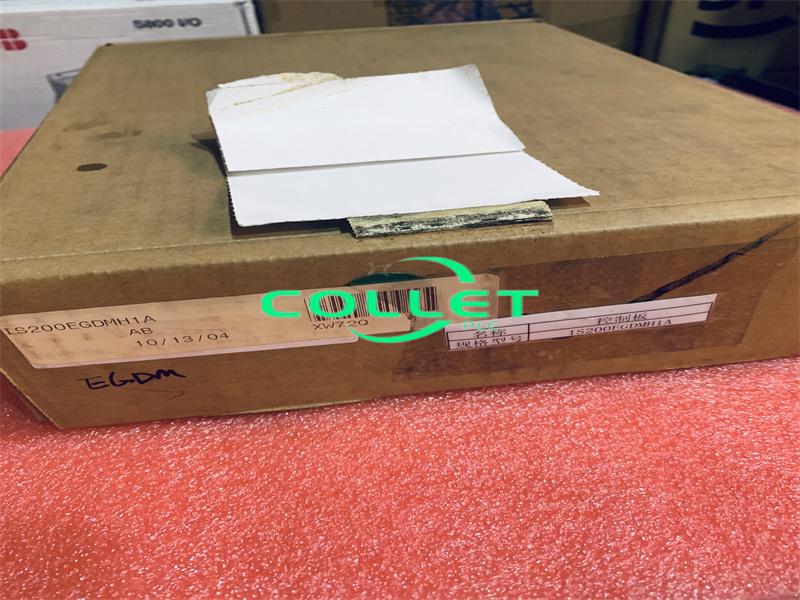 S800 I/O
B
IS200EGDMH1A
AB
10/13/04
XW72Q
COLLET
PLC
名称 控制板
规格型号 IS200EGDMH1A
EGDM